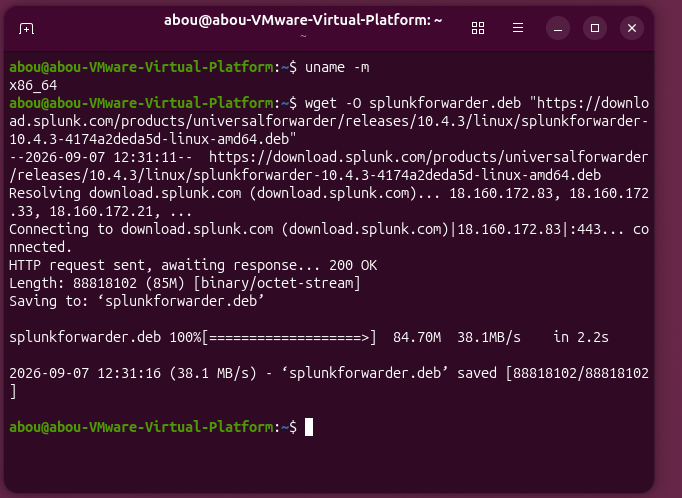 abou@abou-VMware-Virtual-Platform: ~
~
abou@abou-VMware-Virtual-Platform:~$ uname -m
x86_64
abou@abou-VMware-Virtual-Platform:~$ wget -O splunkforwarder.deb "https://downlo
ad.splunk.com/products/universalforwarder/releases/10.4.3/linux/splunkforwarder-
10.4.3-4174a2deda5d-linux-amd64.deb"
--2026-09-07 12:31:11--  https://download.splunk.com/products/universalforwarder
/releases/10.4.3/linux/splunkforwarder-10.4.3-4174a2deda5d-linux-amd64.deb
Resolving download.splunk.com (download.splunk.com)... 18.160.172.83, 18.160.172
.33, 18.160.172.21, ...
Connecting to download.splunk.com (download.splunk.com)|18.160.172.83|:443... co
nnected.
HTTP request sent, awaiting response... 200 OK
Length: 88818102 (85M) [binary/octet-stream]
Saving to: ‘splunkforwarder.deb’
splunkforwarder.deb 100%[===================>]  84.70M  38.1MB/s    in 2.2s
2026-09-07 12:31:16 (38.1 MB/s) - ‘splunkforwarder.deb’ saved [88818102/88818102
]
abou@abou-VMware-Virtual-Platform:~$